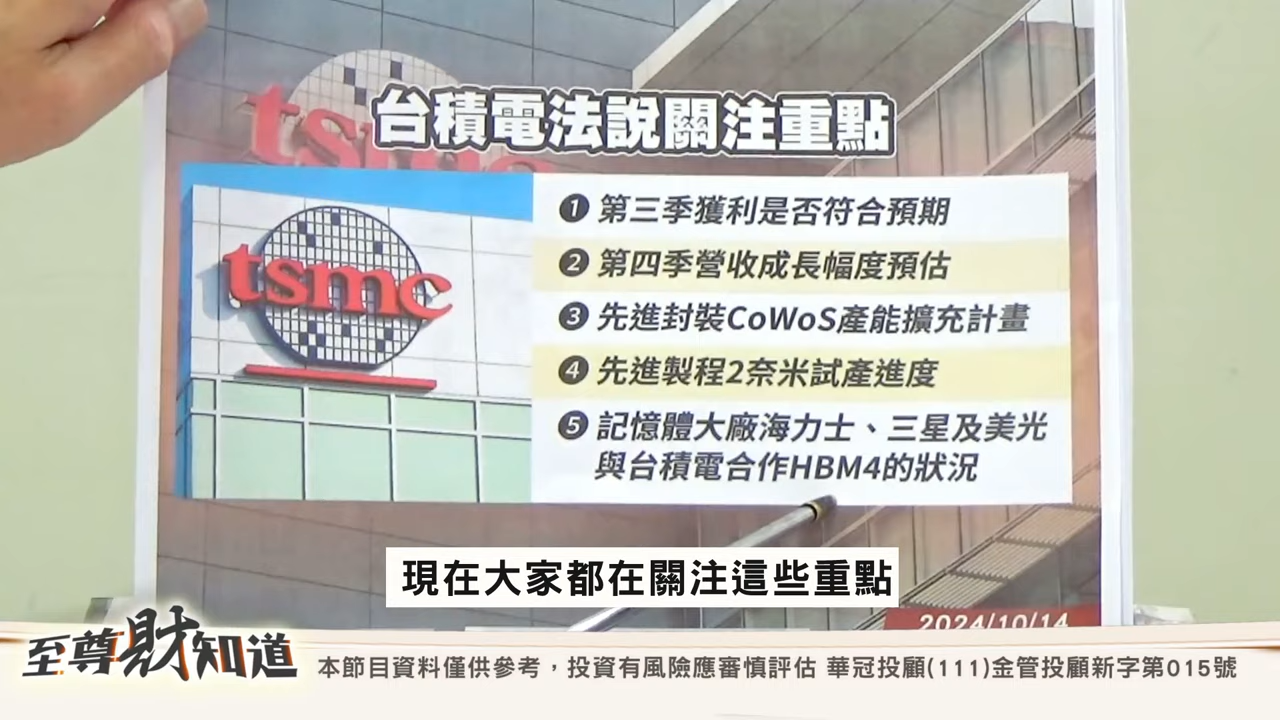 台積電法說關注重點
tsmc
❶ 第三季獲利是否符合預期
❷ 第四季營收成長幅度預估
❸ 先進封裝CoWoS產能擴充計畫
❹ 先進製程2奈米試產進度
❺ 記憶體大廠海力士、三星及美光
與台積電合作HBM4的狀況
現在大家都在關注這些重點
2024/10/14
至尊財知道
本節目資料僅供參考，投資有風險應審慎評估 華冠投顧(111)金管投顧新字第015號